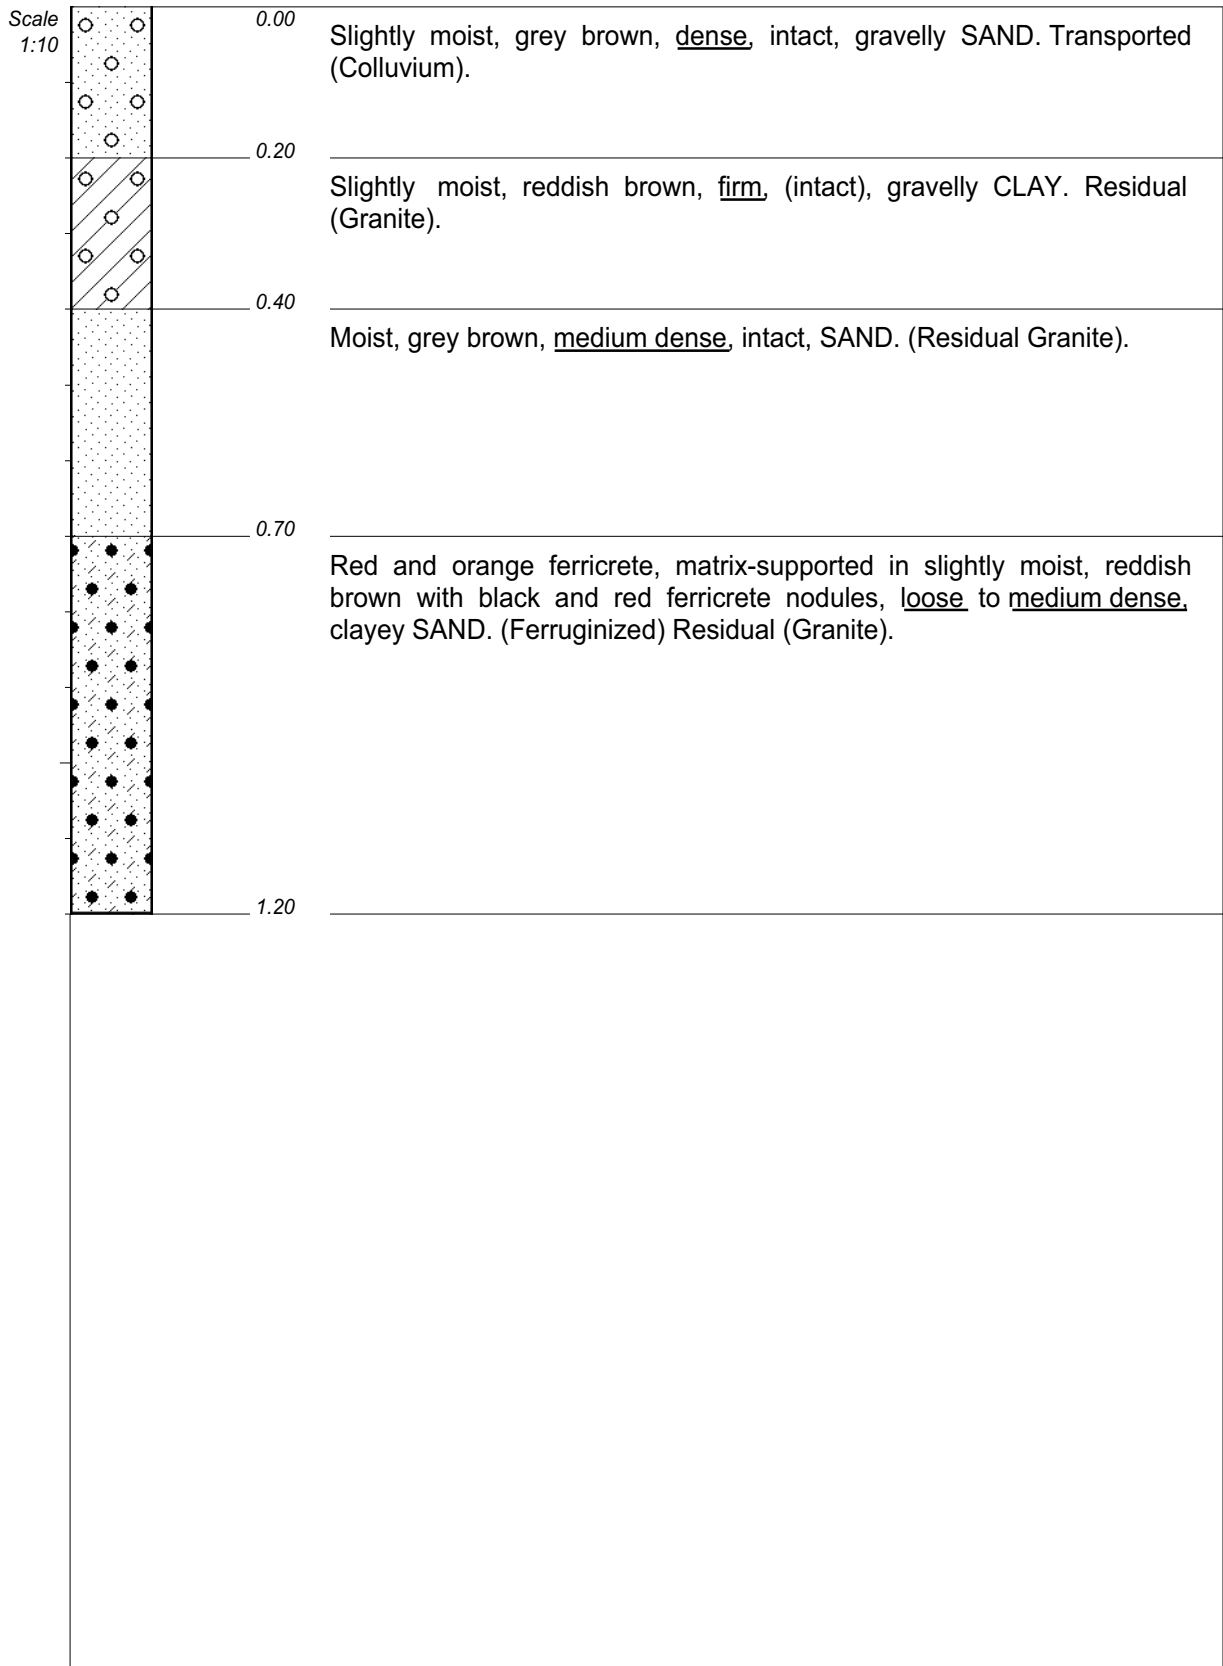 Scale
1:10
0.00
Slightly moist, grey brown, dense, intact, gravelly SAND. Transported
(Colluvium).
0.20
Slightly moist, reddish brown, firm, (intact), gravelly CLAY. Residual
(Granite).
0.40
Moist, grey brown, medium dense, intact, SAND. (Residual Granite).
0.70
Red and orange ferricrete, matrix-supported in slightly moist, reddish
brown with black and red ferricrete nodules, loose to medium dense,
clayey SAND. (Ferruginized) Residual (Granite).
1.20